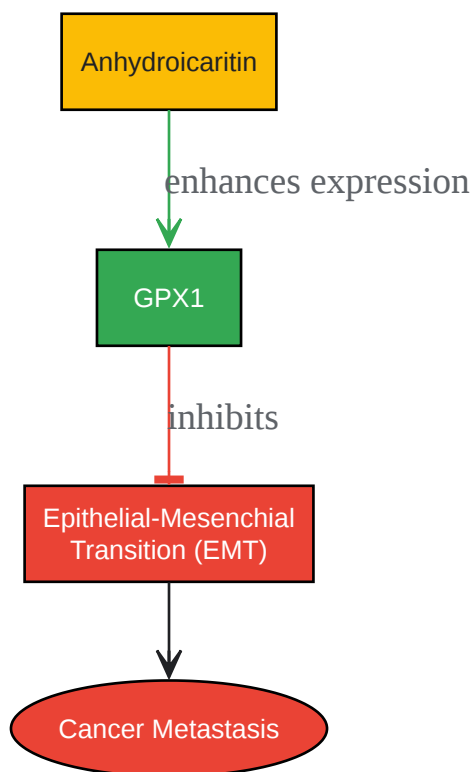 Anhydroicaritin
enhances expression
GPX1
inhibits
Epithelial-Mesenchial
Transition (EMT)
Cancer Metastasis